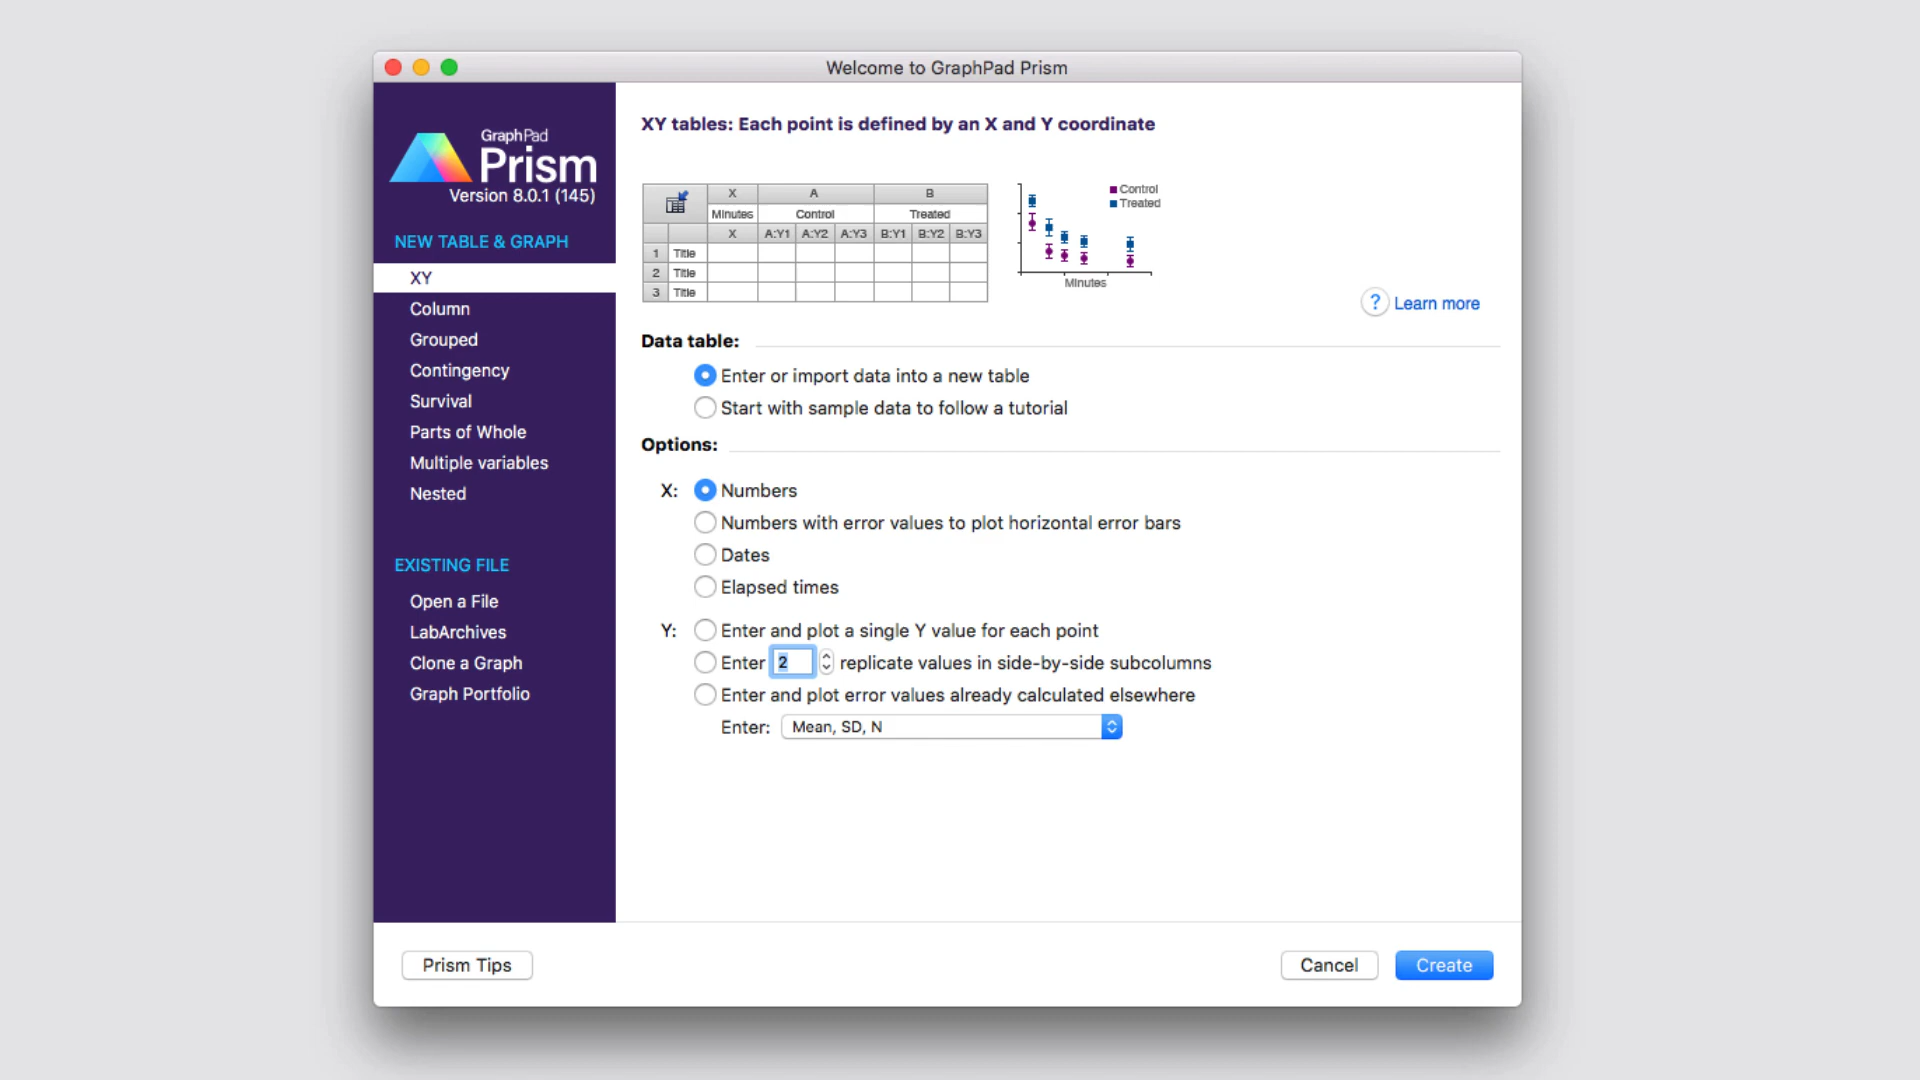 Welcome to GraphPad Prism
GraphPad
Prism
Version 8.0.1 (145)
NEW TABLE & GRAPH
XY
Column
Grouped
Contingency
Survival
Parts of Whole
Multiple variables
Nested
EXISTING FILE
Open a File
LabArchives
Clone a Graph
Graph Portfolio
XY tables: Each point is defined by an X and Y coordinate
X A B
Minutes Control Treated
X A:Y1 A:Y2 A:Y3 B:Y1 B:Y2 B:Y3
1 Title
2 Title
3 Title
Control
Treated
Minutes
? Learn more
Data table:
Enter or import data into a new table
Start with sample data to follow a tutorial
Options:
X: Numbers
Numbers with error values to plot horizontal error bars
Dates
Elapsed times
Y: Enter and plot a single Y value for each point
Enter 2 replicate values in side-by-side subcolumns
Enter and plot error values already calculated elsewhere
Enter: Mean, SD, N
Prism Tips Cancel Create